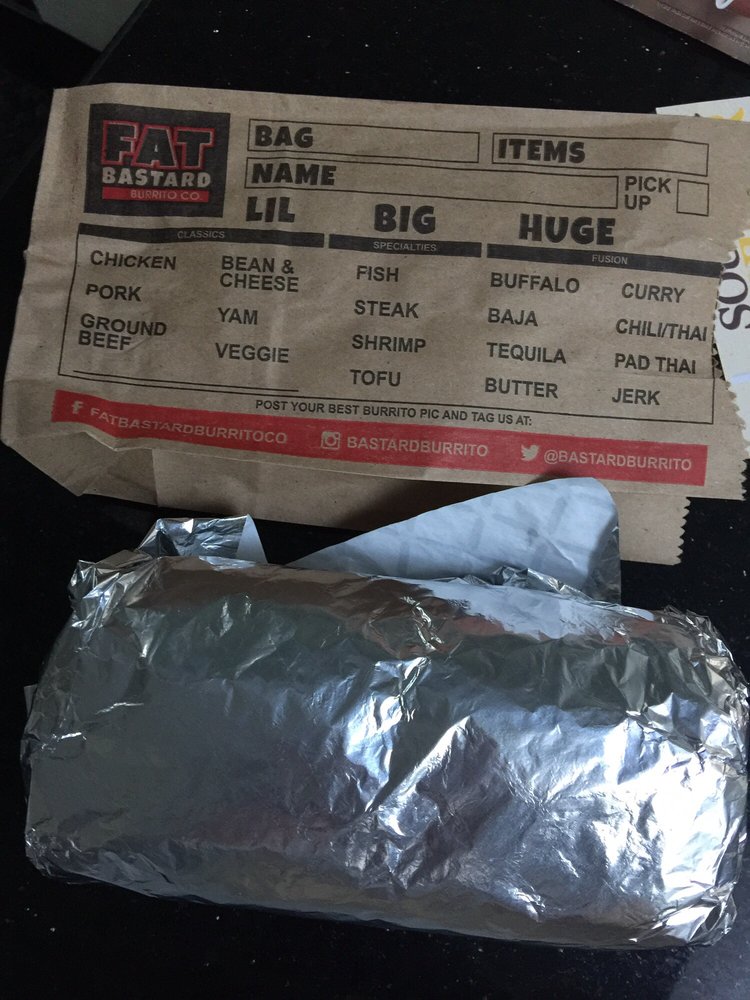 FAT
BASTARD
BURRITO CO.
BAG
ITEMS
NAME
PICK
UP
LIL
BIG
HUGE
CLASSICS
SPECIALTIES
FUSION
CHICKEN
PORK
GROUND
BEEF
BEAN &
CHEESE
YAM
VEGGIE
FISH
STEAK
SHRIMP
TOFU
BUFFALO
BAJA
TEQUILA
BUTTER
CURRY
CHILI/THAI
PAD THAI
JERK
POST YOUR BEST BURRITO PIC AND TAG US AT:
FATBASTARDBURRITOCO
BASTARDBURRITO
@BASTARDBURRITO